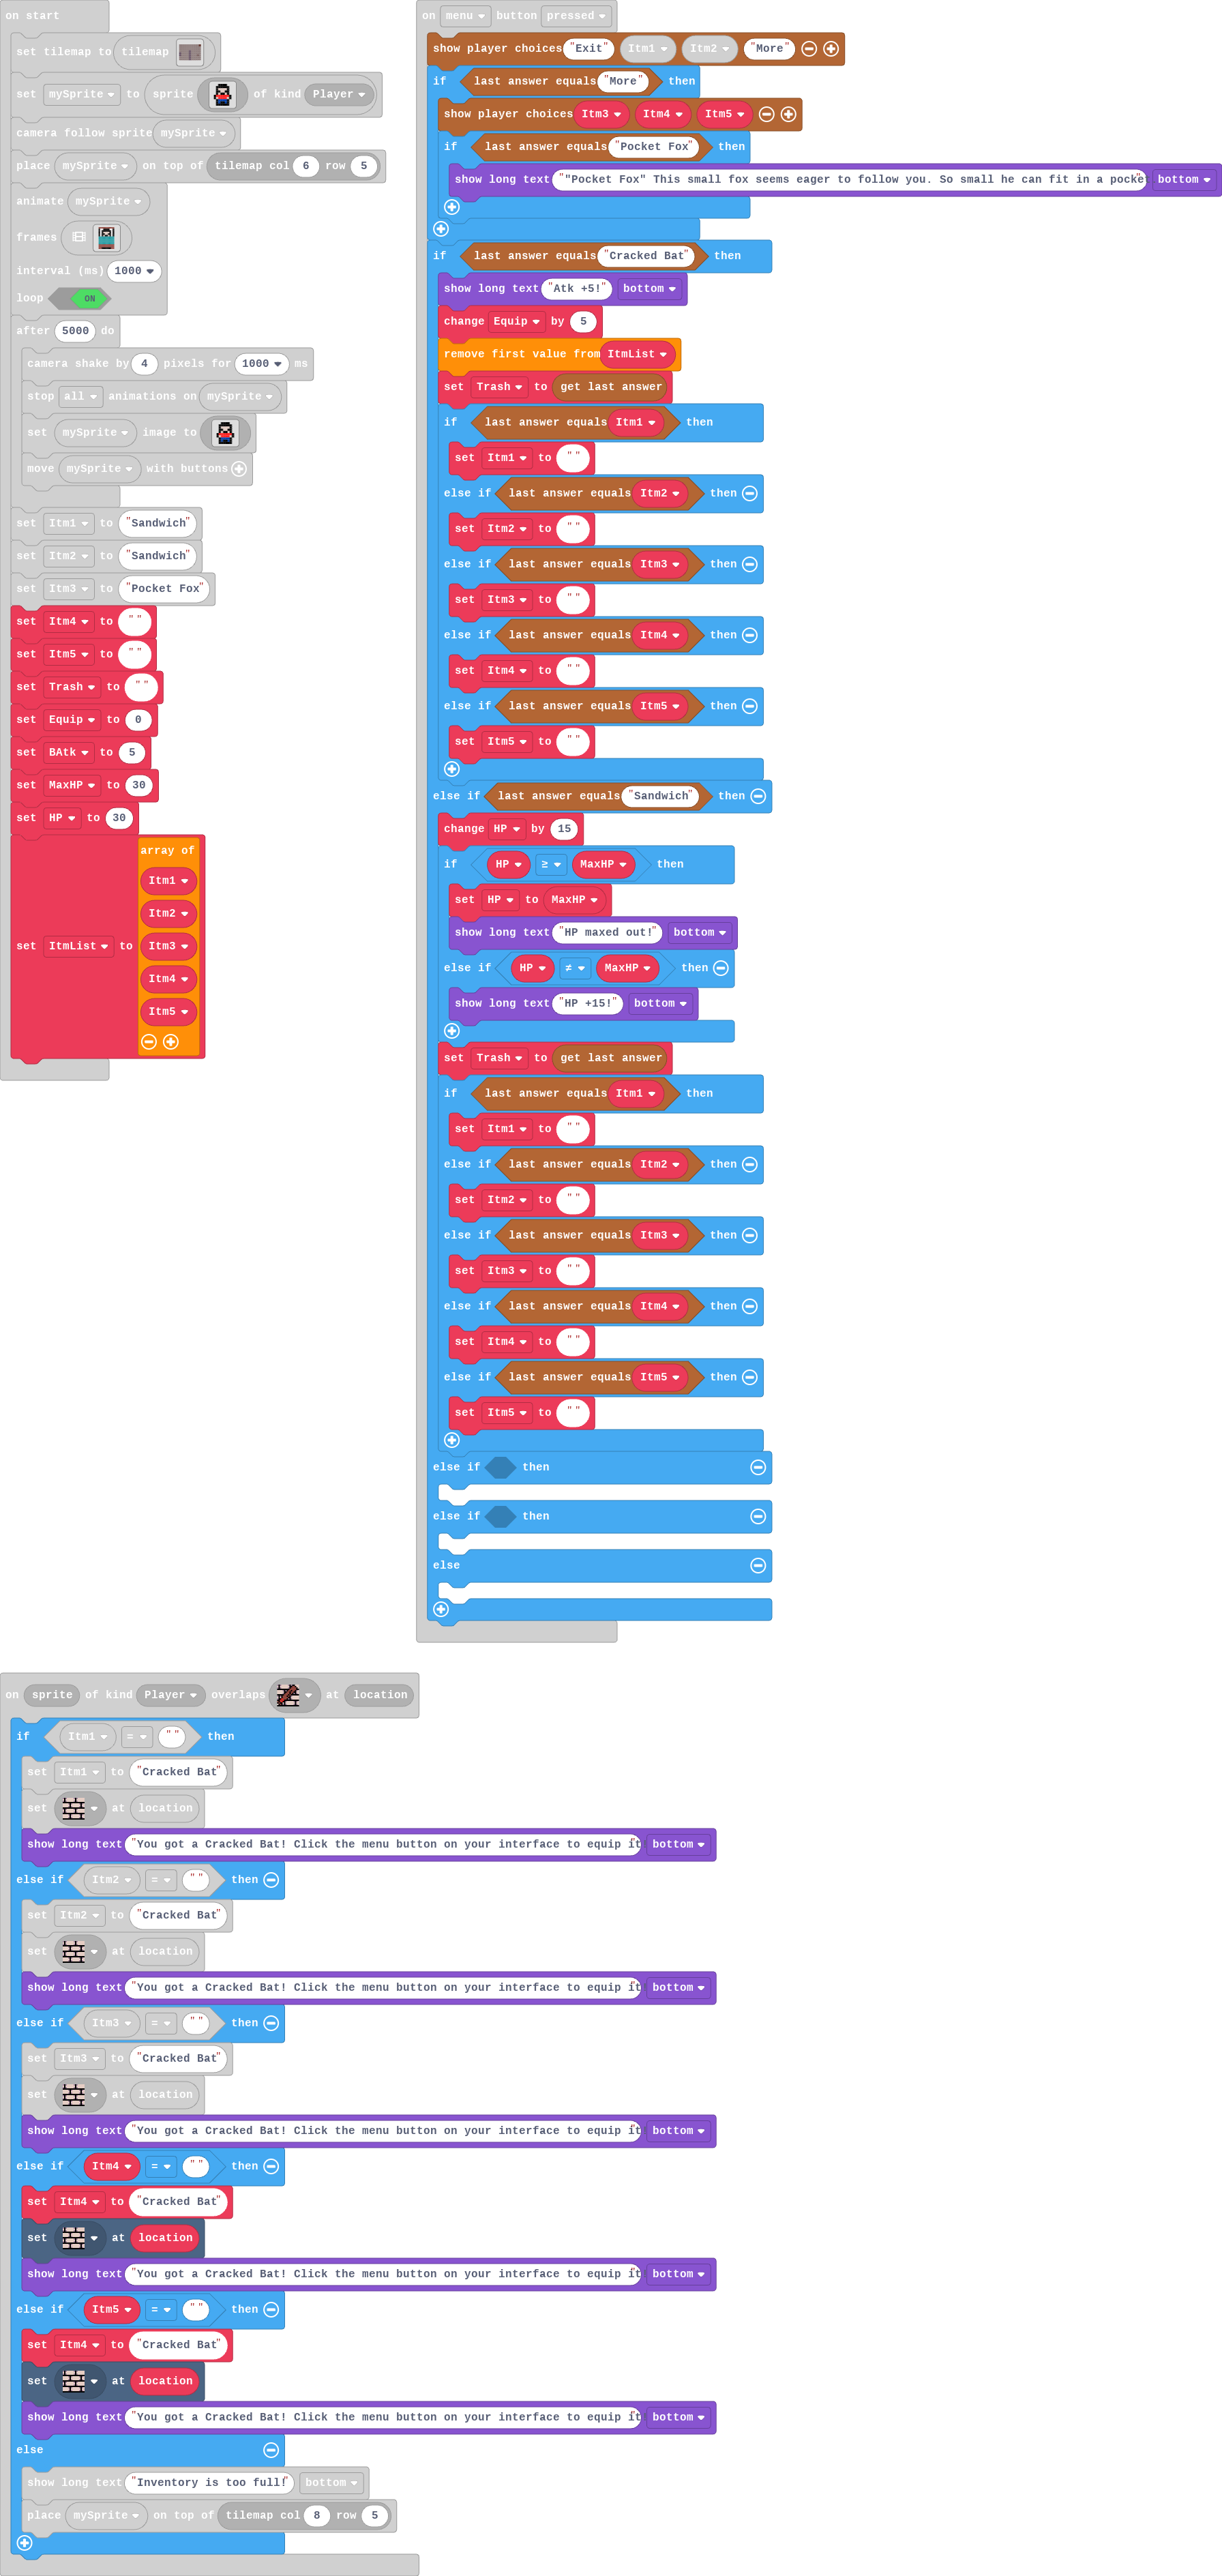 on start
set tilemap to tilemap
set mySprite to sprite of kind Player
camera follow sprite mySprite
place mySprite on top of tilemap col 6 row 5
animate mySprite
frames
interval (ms) 1000
loop ON
after 5000 do
camera shake by 4 pixels for 1000 ms
stop all animations on mySprite
set mySprite image to
move mySprite with buttons
set Itm1 to "Sandwich"
set Itm2 to "Sandwich"
set Itm3 to "Pocket Fox"
set Itm4 to ""
set Itm5 to ""
set Trash to ""
set Equip to 0
set BAtk to 5
set MaxHP to 30
set HP to 30
set ItmList to array of
Itm1
Itm2
Itm3
Itm4
Itm5
on menu button pressed
show player choices "Exit" Itm1 Itm2 "More"
if last answer equals "More" then
show player choices Itm3 Itm4 Itm5
if last answer equals "Pocket Fox" then
show long text ""Pocket Fox" This small fox seems eager to follow you. So small he can fit in a pocke" bottom
if last answer equals "Cracked Bat" then
show long text "Atk +5!" bottom
change Equip by 5
remove first value from ItmList
set Trash to get last answer
if last answer equals Itm1 then
set Itm1 to ""
else if last answer equals Itm2 then
set Itm2 to ""
else if last answer equals Itm3 then
set Itm3 to ""
else if last answer equals Itm4 then
set Itm4 to ""
else if last answer equals Itm5 then
set Itm5 to ""
else if last answer equals "Sandwich" then
change HP by 15
if HP ≥ MaxHP then
set HP to MaxHP
show long text "HP maxed out!" bottom
else if HP ≠ MaxHP then
show long text "HP +15!" bottom
set Trash to get last answer
if last answer equals Itm1 then
set Itm1 to ""
else if last answer equals Itm2 then
set Itm2 to ""
else if last answer equals Itm3 then
set Itm3 to ""
else if last answer equals Itm4 then
set Itm4 to ""
else if last answer equals Itm5 then
set Itm5 to ""
else if then
else if then
else
on sprite of kind Player overlaps at location
if Itm1 = "" then
set Itm1 to "Cracked Bat"
set at location
show long text "You got a Cracked Bat! Click the menu button on your interface to equip it" bottom
else if Itm2 = "" then
set Itm2 to "Cracked Bat"
set at location
show long text "You got a Cracked Bat! Click the menu button on your interface to equip it" bottom
else if Itm3 = "" then
set Itm3 to "Cracked Bat"
set at location
show long text "You got a Cracked Bat! Click the menu button on your interface to equip it" bottom
else if Itm4 = "" then
set Itm4 to "Cracked Bat"
set at location
show long text "You got a Cracked Bat! Click the menu button on your interface to equip it" bottom
else if Itm5 = "" then
set Itm4 to "Cracked Bat"
set at location
show long text "You got a Cracked Bat! Click the menu button on your interface to equip it" bottom
else
show long text "Inventory is too full!" bottom
place mySprite on top of tilemap col 8 row 5